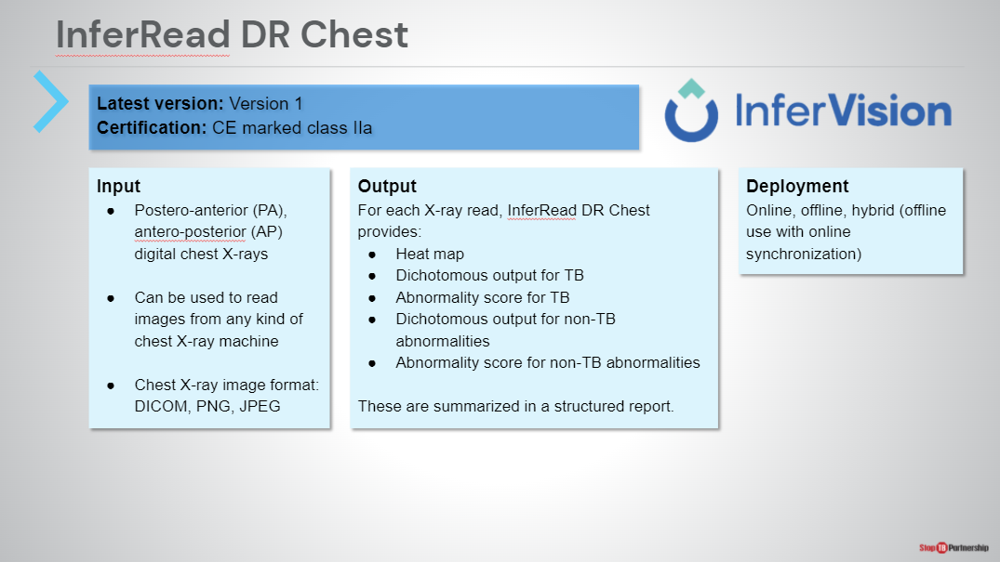 InferRead DR Chest
Latest version: Version 1
Certification: CE marked class IIa
InferVision
Input
● Postero-anterior (PA),
antero-posterior (AP)
digital chest X-rays
● Can be used to read
images from any kind of
chest X-ray machine
● Chest X-ray image format:
DICOM, PNG, JPEG
Output
For each X-ray read, InferRead DR Chest
provides:
● Heat map
● Dichotomous output for TB
● Abnormality score for TB
● Dichotomous output for non-TB
abnormalities
● Abnormality score for non-TB abnormalities
These are summarized in a structured report.
Deployment
Online, offline, hybrid (offline
use with online
synchronization)
Stop TB Partnership